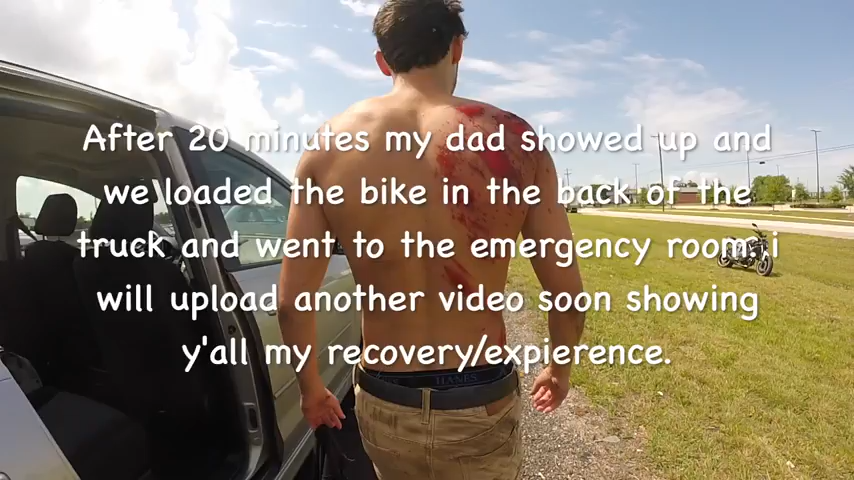 After 20 minutes my dad showed up and
we loaded the bike in the back of the
truck and went to the emergency room. i
will upload another video soon showing
y'all my recovery/expierence.
HANES